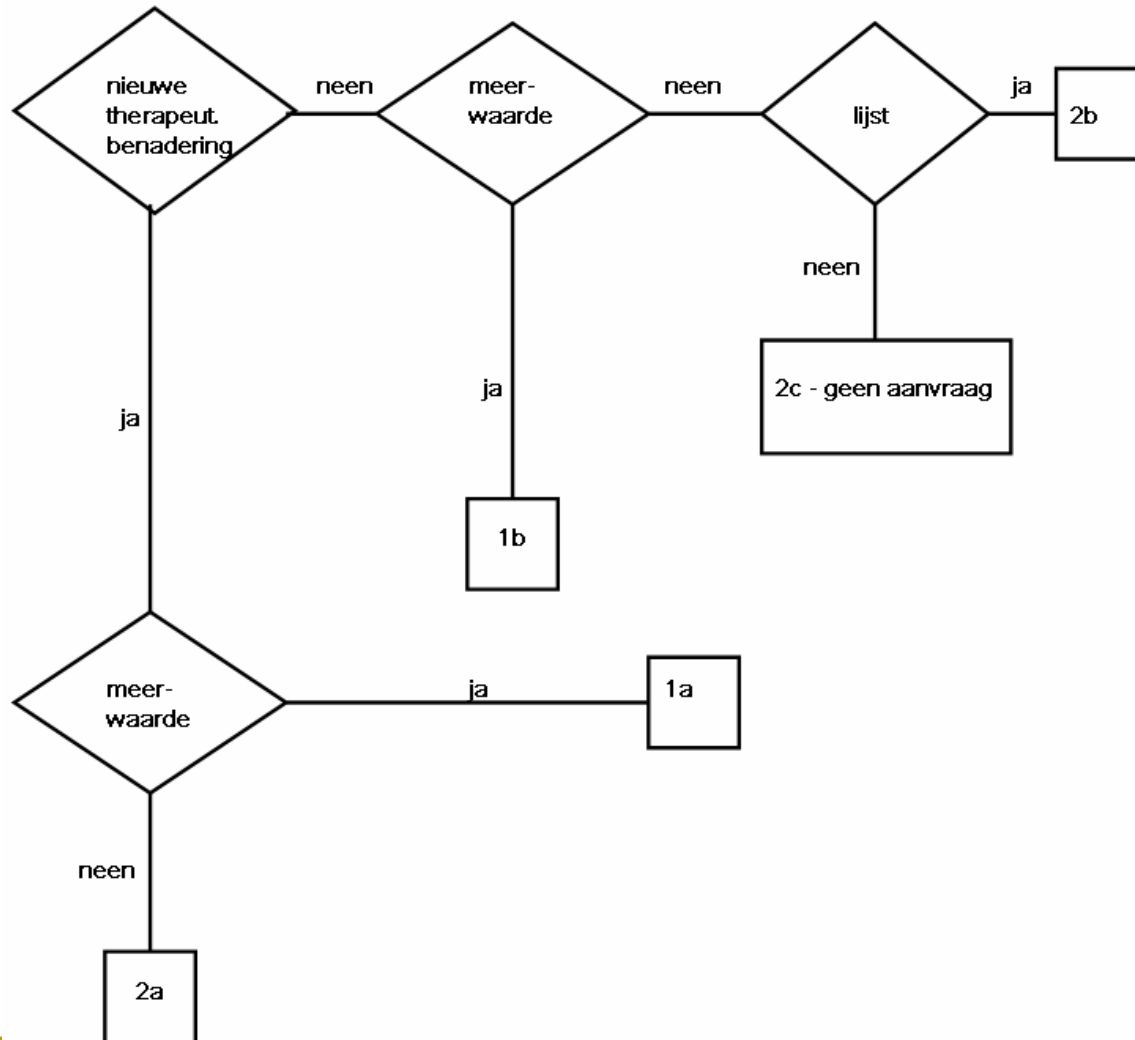 nieuwe
therapeut.
benadering
neen
meer-
waarde
neen
lijst
ja
2b
neen
2c - geen aanvraag
ja
ja
1b
meer-
waarde
ja
1a
neen
2a